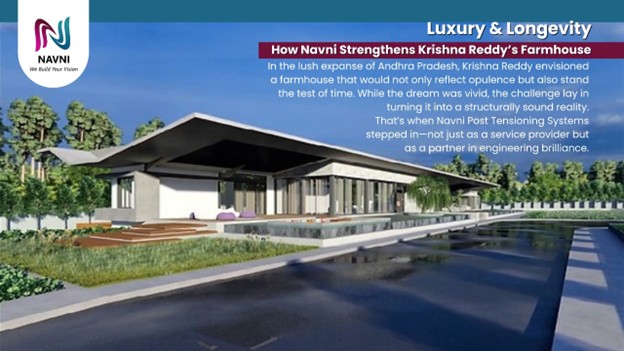 NAVNI
We Build Your Vision
Luxury & Longevity
How Navni Strengthens Krishna Reddy's Farmhouse
In the lush expanse of Andhra Pradesh, Krishna Reddy envisioned
a farmhouse that would not only reflect opulence but also stand
the test of time. While the dream was vivid, the challenge lay in
turning it into a structurally sound reality.
That's when Navni Post Tensioning Systems
stepped in—not just as a service provider but
as a partner in engineering brilliance.